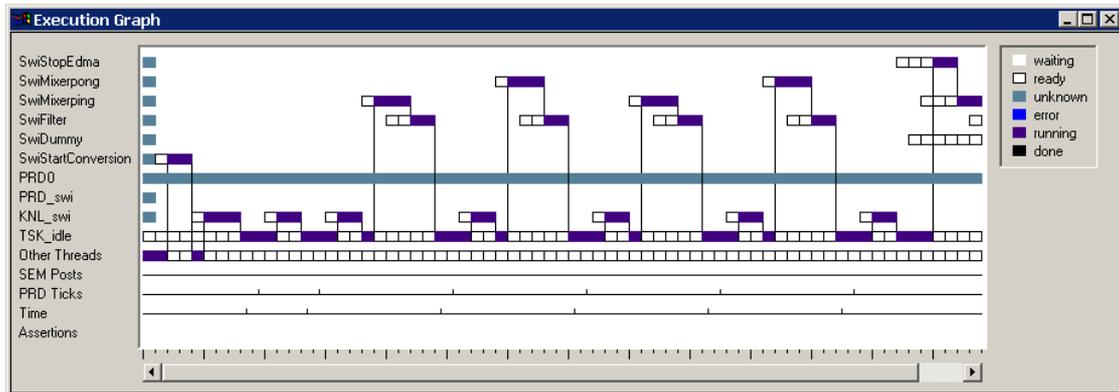 Execution Graph
SwiStopEdma
SwiMixerpong
SwiMixerping
SwiFilter
SwiDummy
SwiStartConversion
PRD0
PRD_swi
KNL_swi
TSK_idle
Other Threads
SEM Posts
PRD Ticks
Time
Assertions
waiting
ready
unknown
error
running
done